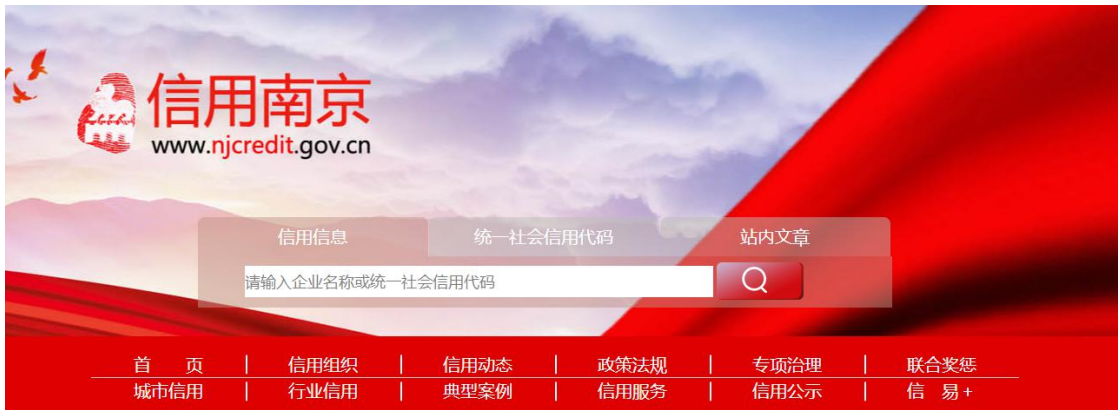 信用南京
www.njcredit.gov.cn
信用信息 统一社会信用代码 站内文章
请输入企业名称或统一社会信用代码
首 页 | 信用组织 | 信用动态 | 政策法规 | 专项治理 | 联合奖惩
城市信用 | 行业信用 | 典型案例 | 信用服务 | 信用公示 | 信 易+